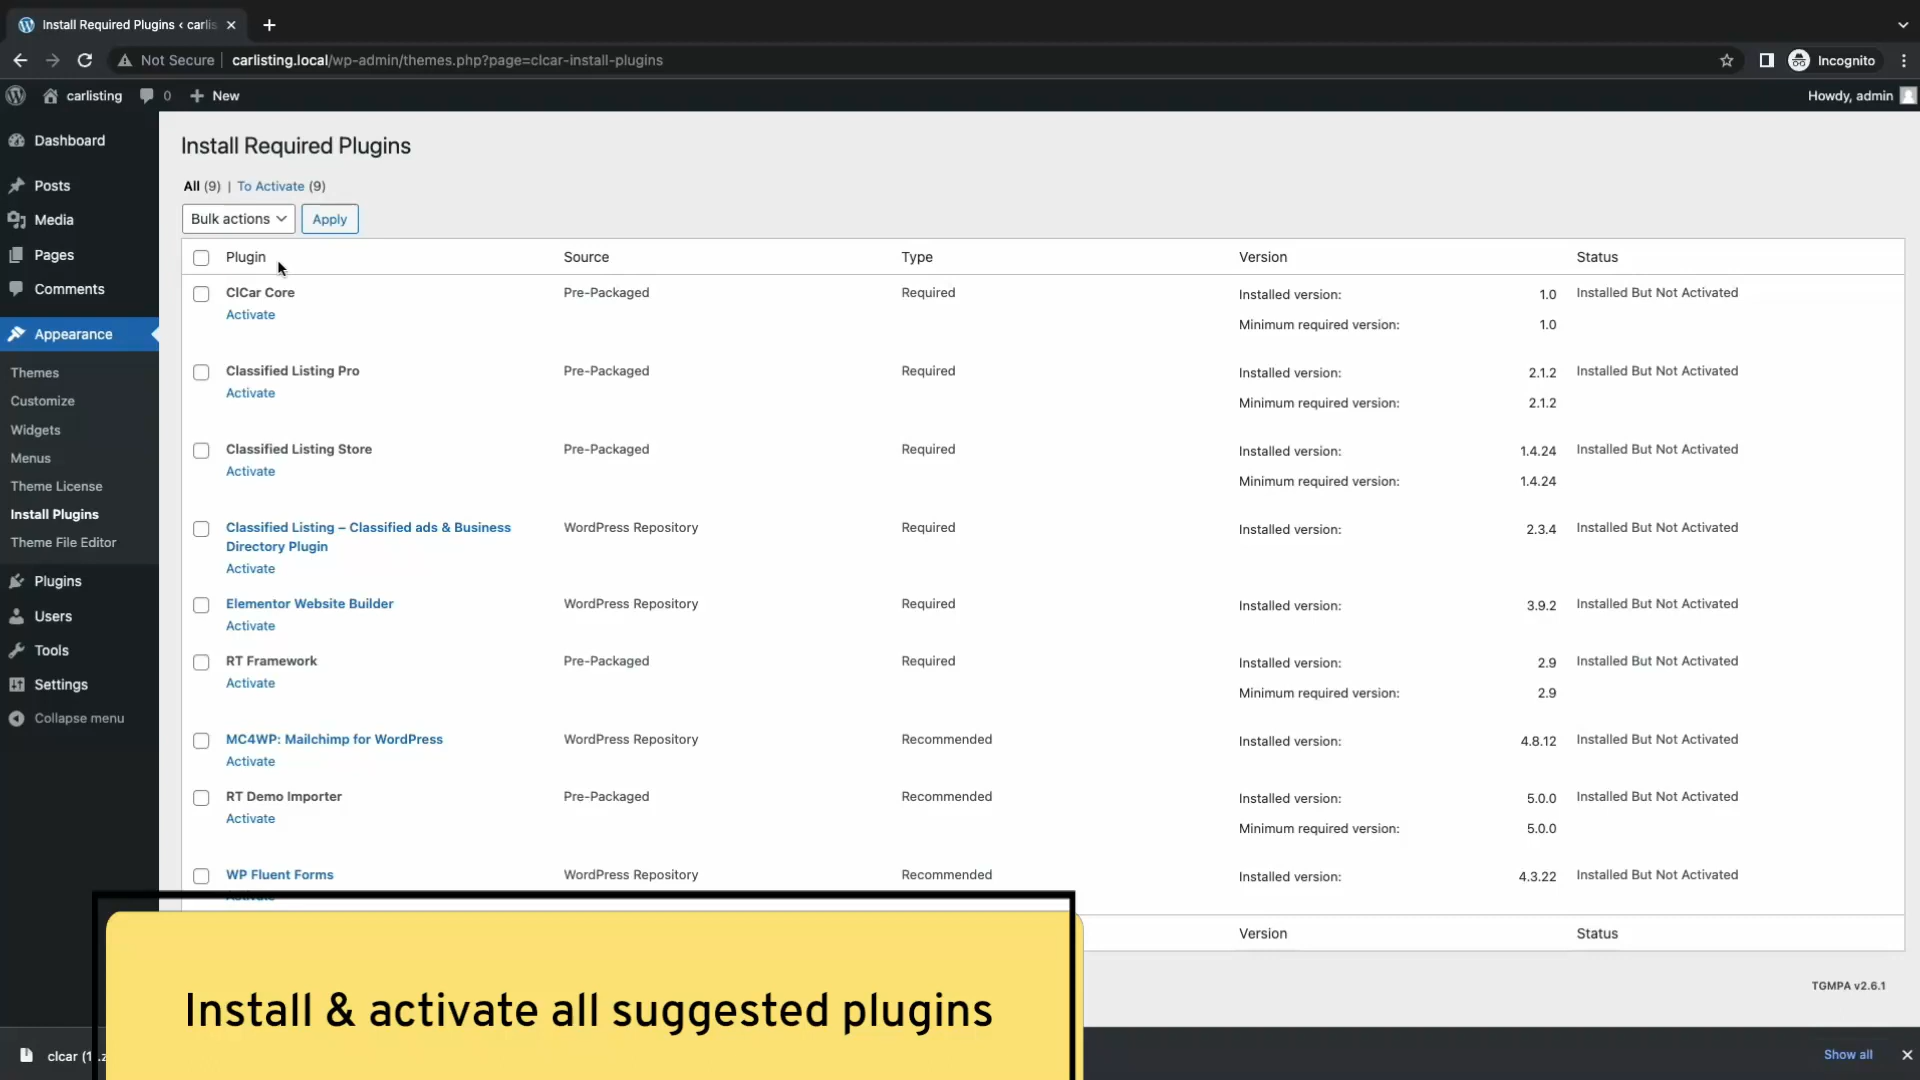 Install Required Plugins ‹ carlis
Not Secure carlisting.local/wp-admin/themes.php?page=clcar-install-plugins Incognito
carlisting 0 New Howdy, admin
Dashboard
Posts
Media
Pages
Comments
Appearance
Themes
Customize
Widgets
Menus
Theme License
Install Plugins
Theme File Editor
Plugins
Users
Tools
Settings
Collapse menu
Install Required Plugins
All (9) | To Activate (9)
Bulk actions Apply
Plugin Source Type Version Status
ClCar Core Pre-Packaged Required Installed version: 1.0 Installed But Not Activated
Activate Minimum required version: 1.0
Classified Listing Pro Pre-Packaged Required Installed version: 2.1.2 Installed But Not Activated
Activate Minimum required version: 2.1.2
Classified Listing Store Pre-Packaged Required Installed version: 1.4.24 Installed But Not Activated
Activate Minimum required version: 1.4.24
Classified Listing – Classified ads & Business WordPress Repository Required Installed version: 2.3.4 Installed But Not Activated
Directory Plugin
Activate
Elementor Website Builder WordPress Repository Required Installed version: 3.9.2 Installed But Not Activated
Activate
RT Framework Pre-Packaged Required Installed version: 2.9 Installed But Not Activated
Activate Minimum required version: 2.9
MC4WP: Mailchimp for WordPress WordPress Repository Recommended Installed version: 4.8.12 Installed But Not Activated
Activate
RT Demo Importer Pre-Packaged Recommended Installed version: 5.0.0 Installed But Not Activated
Activate Minimum required version: 5.0.0
WP Fluent Forms WordPress Repository Recommended Installed version: 4.3.22 Installed But Not Activated
Version Status
TGMPA v2.6.1
Install & activate all suggested plugins
clcar (1 .z Show all